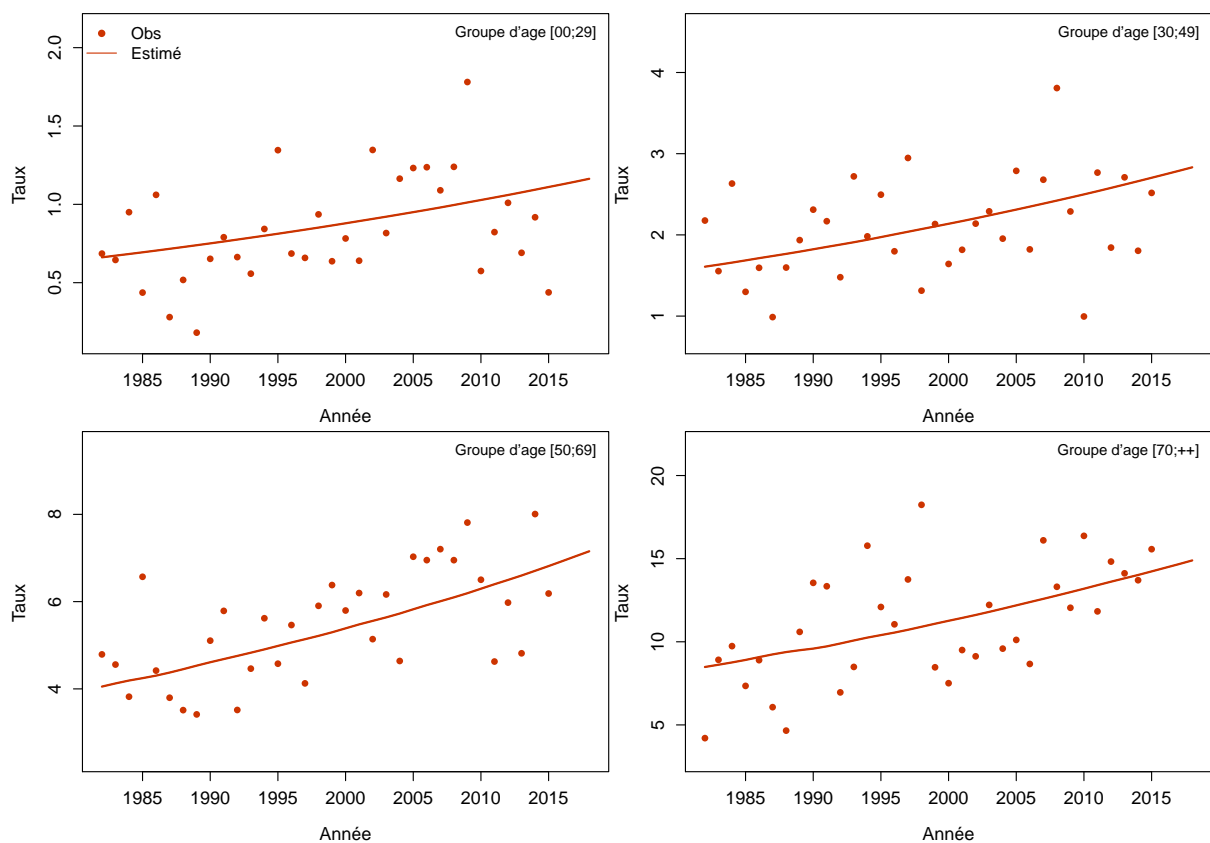 Obs
Estimé
Groupe d'age [00;29]
Taux
2.0
1.5
1.0
0.5
1985 1990 1995 2000 2005 2010 2015
Année
Groupe d'age [30;49]
Taux
4
3
2
1
1985 1990 1995 2000 2005 2010 2015
Année
Groupe d'age [50;69]
Taux
8
6
4
1985 1990 1995 2000 2005 2010 2015
Année
Groupe d'age [70;++]
Taux
20
15
10
5
1985 1990 1995 2000 2005 2010 2015
Année